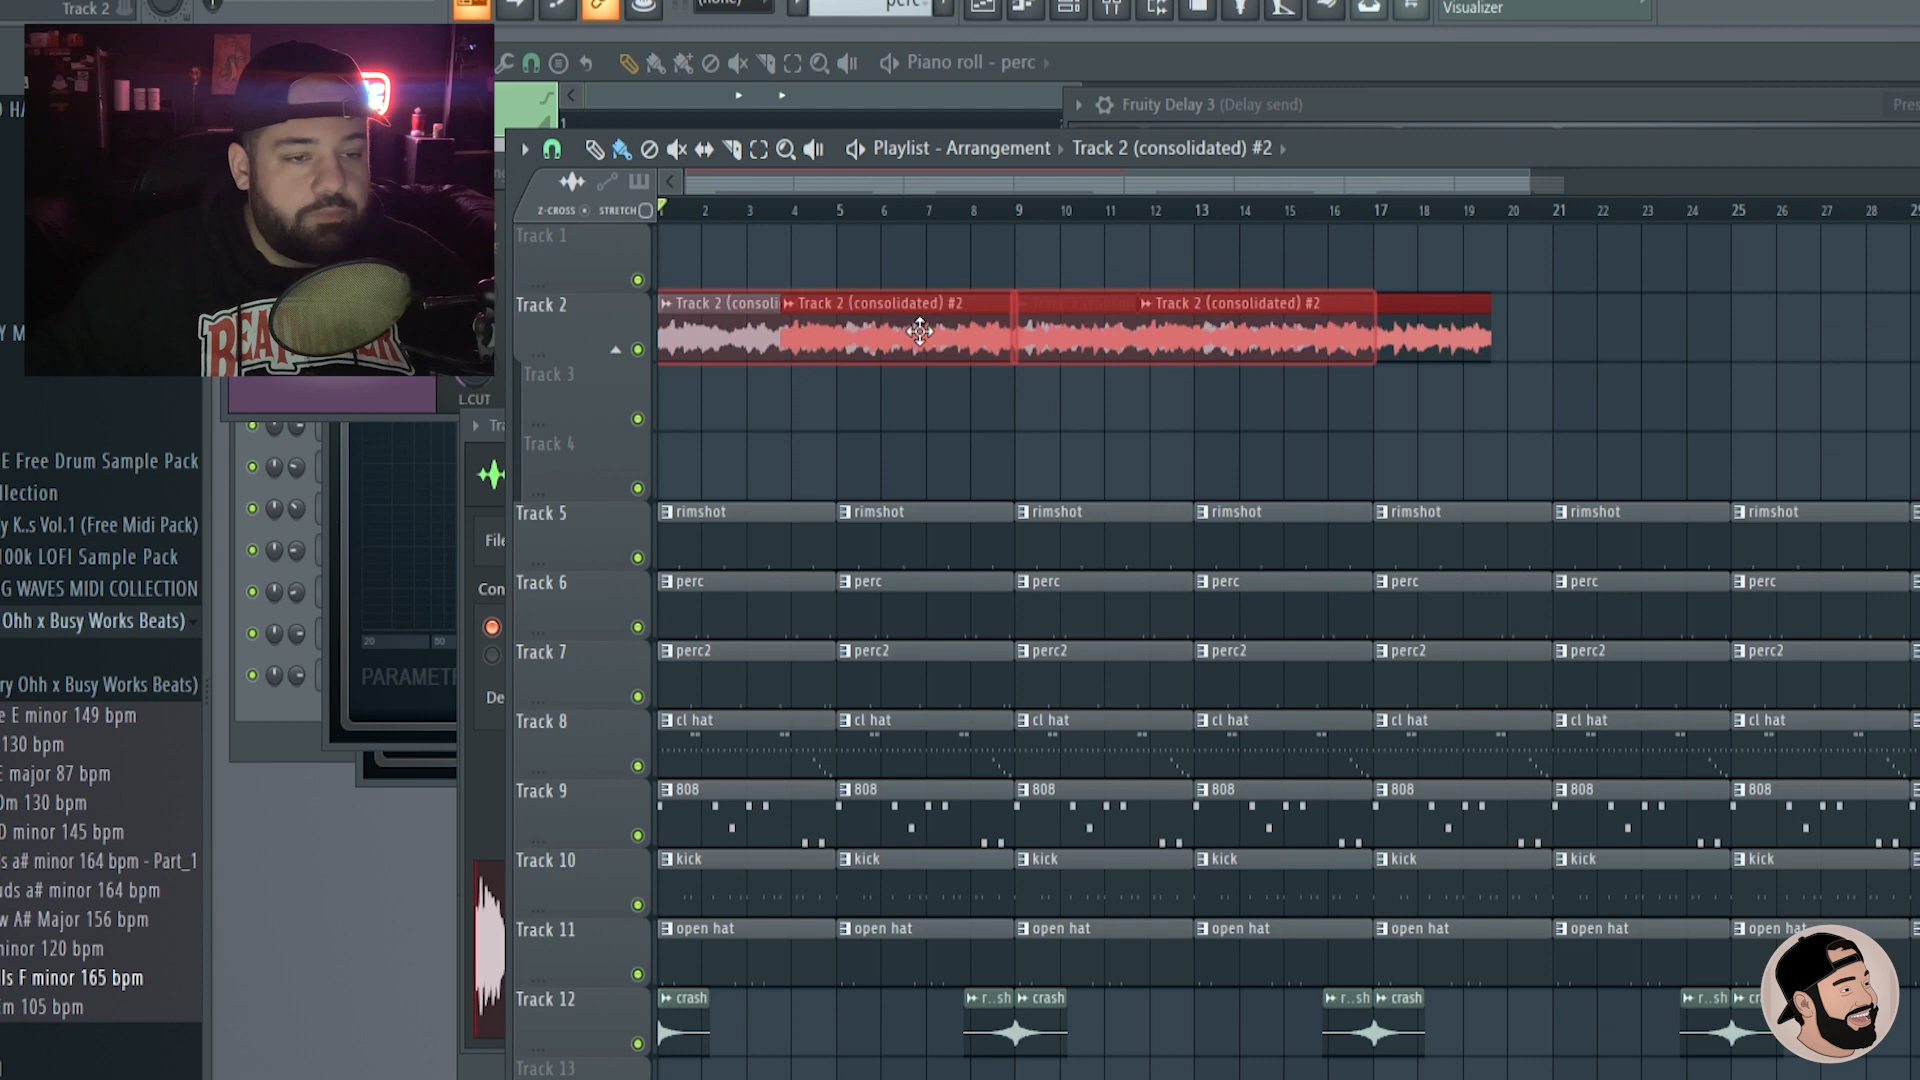 Track 2
(none)
perc
Visualizer
Piano roll - perc
Fruity Delay 3 (Delay send)
Pres
1
Playlist - Arrangement
Track 2 (consolidated) #2
Z-CROSS
STRETCH
1 2 3 4 5 6 7 8 9 10 11 12 13 14 15 16 17 18 19 20 21 22 23 24 25 26 27 28 29
Track 1
Track 2
Track 2 (consoli
Track 2 (consolidated) #2
Track 2 (consolidated) #2
Track 3
Track 4
L.CUT
E Free Drum Sample Pack
llection
y K..s Vol.1 (Free Midi Pack)
100k LOFI Sample Pack
G WAVES MIDI COLLECTION
Ohh x Busy Works Beats)
ry Ohh x Busy Works Beats)
e E minor 149 bpm
130 bpm
E major 87 bpm
Om 130 bpm
D minor 145 bpm
s a# minor 164 bpm - Part_1
uds a# minor 164 bpm
w A# Major 156 bpm
minor 120 bpm
lls F minor 165 bpm
Em 105 bpm
20 50
PARAMET
Tra
File
Con
De
Track 5
rimshot rimshot rimshot rimshot rimshot rimshot rimshot
Track 6
perc perc perc perc perc perc perc
Track 7
perc2 perc2 perc2 perc2 perc2 perc2 perc2
Track 8
cl hat cl hat cl hat cl hat cl hat cl hat cl hat
Track 9
808 808 808 808 808 808 808
Track 10
kick kick kick kick kick kick kick
Track 11
open hat open hat open hat open hat open hat open hat open hat
Track 12
crash r..sh crash r..sh crash r..sh cr
Track 13